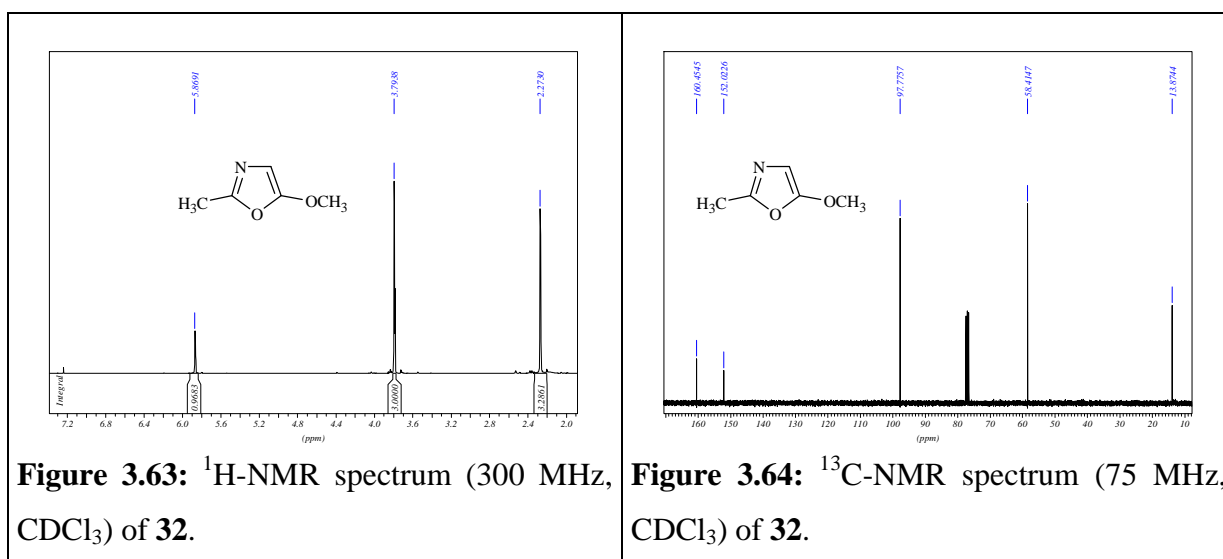 5.8691
3.7938
2.2730
N
H3C
O
OCH3
Integral
0.9683
3.0000
3.2861
7.2 6.8 6.4 6.0 5.6 5.2 4.8 4.4 4.0 3.6 3.2 2.8 2.4 2.0
(ppm)
Figure 3.63: ¹H-NMR spectrum (300 MHz,
CDCl₃) of 32.
160.4545
152.0226
97.7757
58.4147
13.8744
N
H3C
O
OCH3
160 150 140 130 120 110 100 90 80 70 60 50 40 30 20 10
(ppm)
Figure 3.64: ¹³C-NMR spectrum (75 MHz,
CDCl₃) of 32.